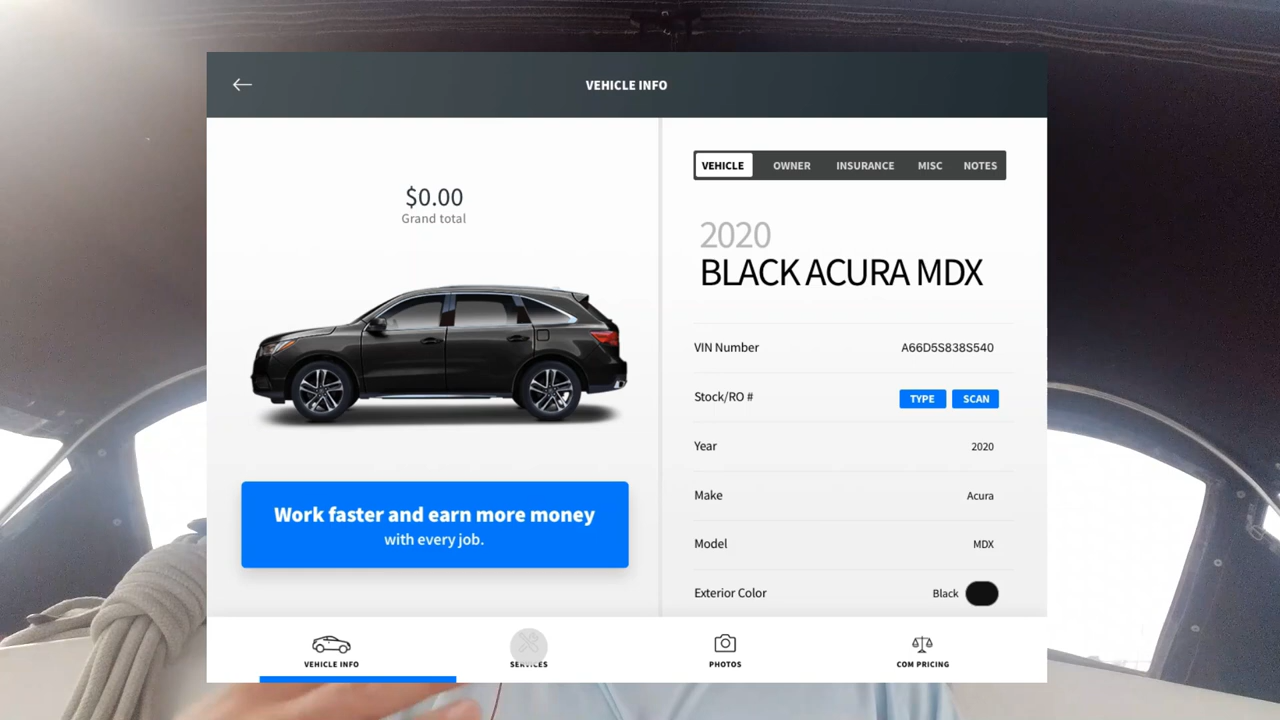 VEHICLE INFO
$0.00
Grand total
Work faster and earn more money
with every job.
VEHICLE
OWNER
INSURANCE
MISC
NOTES
2020
BLACK ACURA MDX
VIN Number
A66D5S838S540
Stock/RO #
TYPE
SCAN
Year
2020
Make
Acura
Model
MDX
Exterior Color
Black
VEHICLE INFO
SERVICES
PHOTOS
COM PRICING